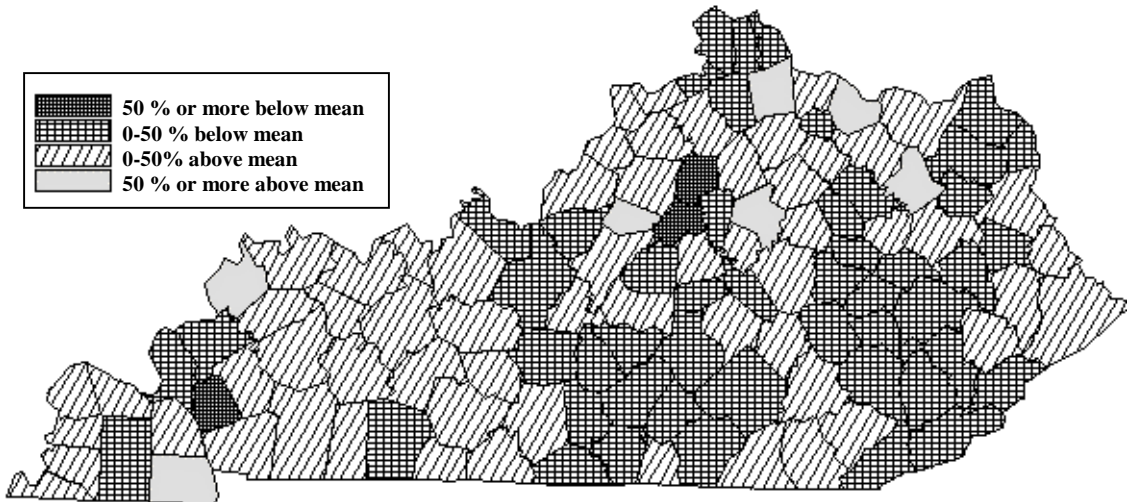 50 % or more below mean
0-50 % below mean
0-50% above mean
50 % or more above mean